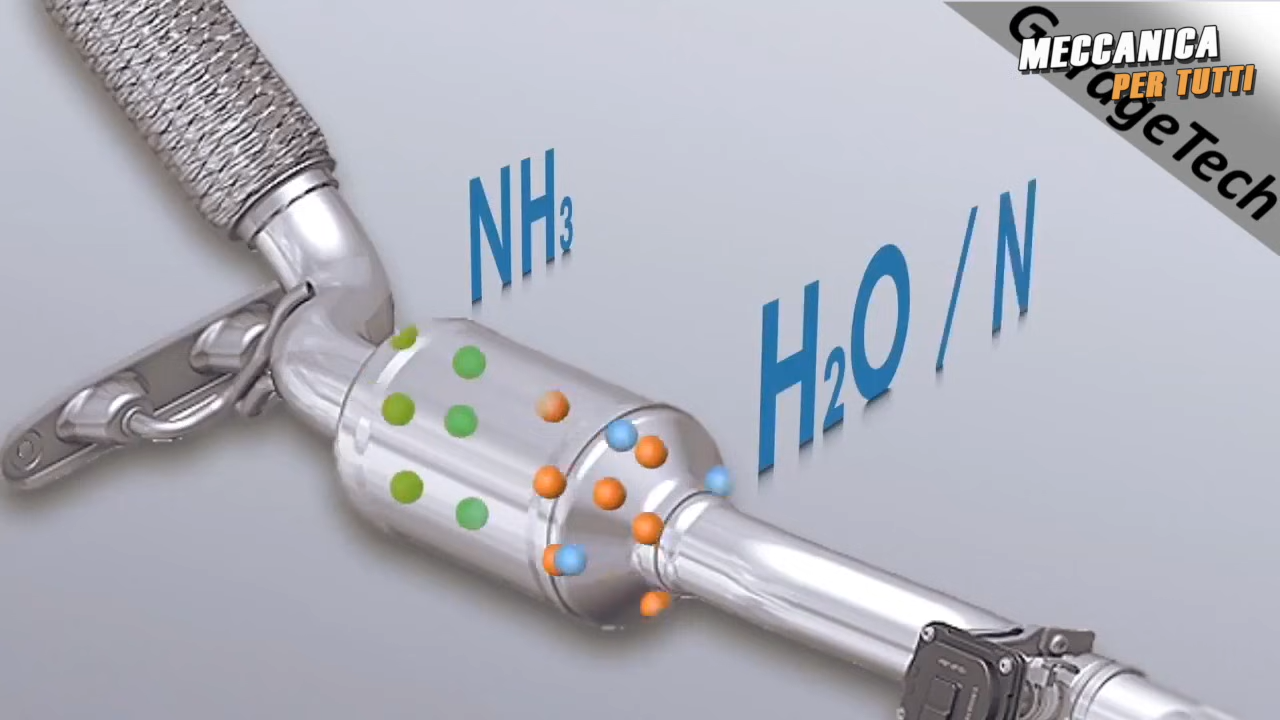 GarageTech
MECCANICA
PER TUTTI
NH₃
H₂O / N